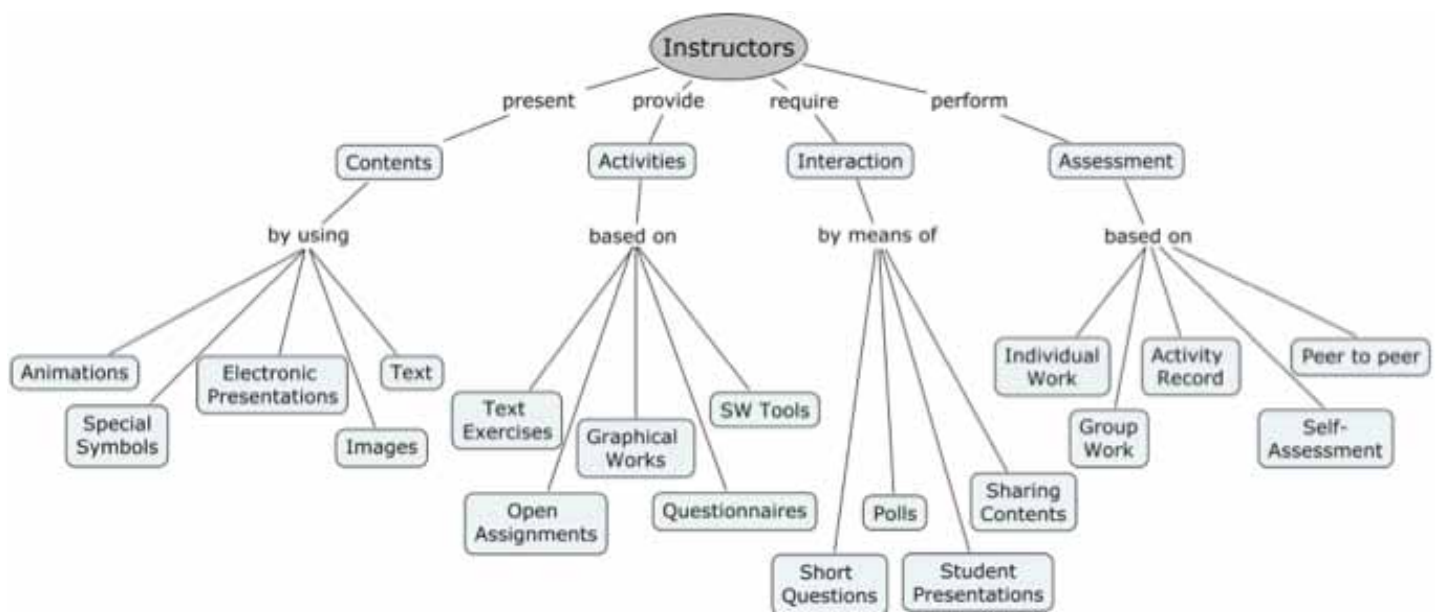 Instructors
present provide require perform
Contents Activities Interaction Assessment
by using based on by means of based on
Animations
Special
Symbols
Electronic
Presentations
Images
Text
Text
Exercises
Open
Assignments
Graphical
Works
Questionnaires
SW Tools
Short
Questions
Polls
Student
Presentations
Sharing
Contents
Individual
Work
Group
Work
Activity
Record
Self-
Assessment
Peer to peer